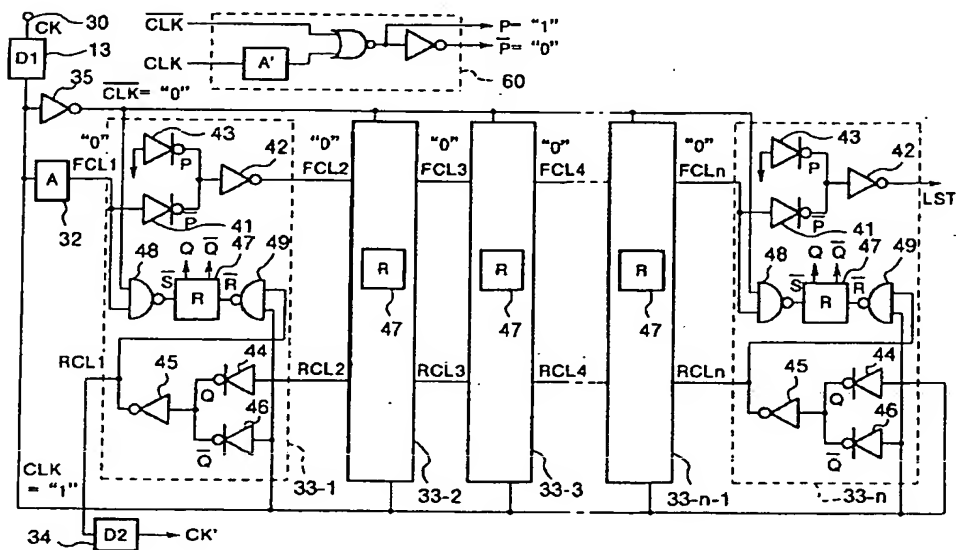 30
CK
D1
13
35
CLK
CLK
A'
P= "1"
P= "0"
60
CLK= "0"
"0"
FCL1
A
32
43
P
42
"0"
FCL2
"0"
FCL3
"0"
FCL4
"0"
FCLn
43
P
42
LST
P
41
P
41
48
Q
Q
47
49
S
R
R
R
47
R
47
R
47
48
Q
Q
47
49
S
R
R
RCL1
45
44
Q
46
Q
RCL2
RCL3
RCL4
RCLn
45
44
Q
46
Q
CLK
= "1"
33-1
33-2
33-3
33-n-1
33-n
34
D2
CK'